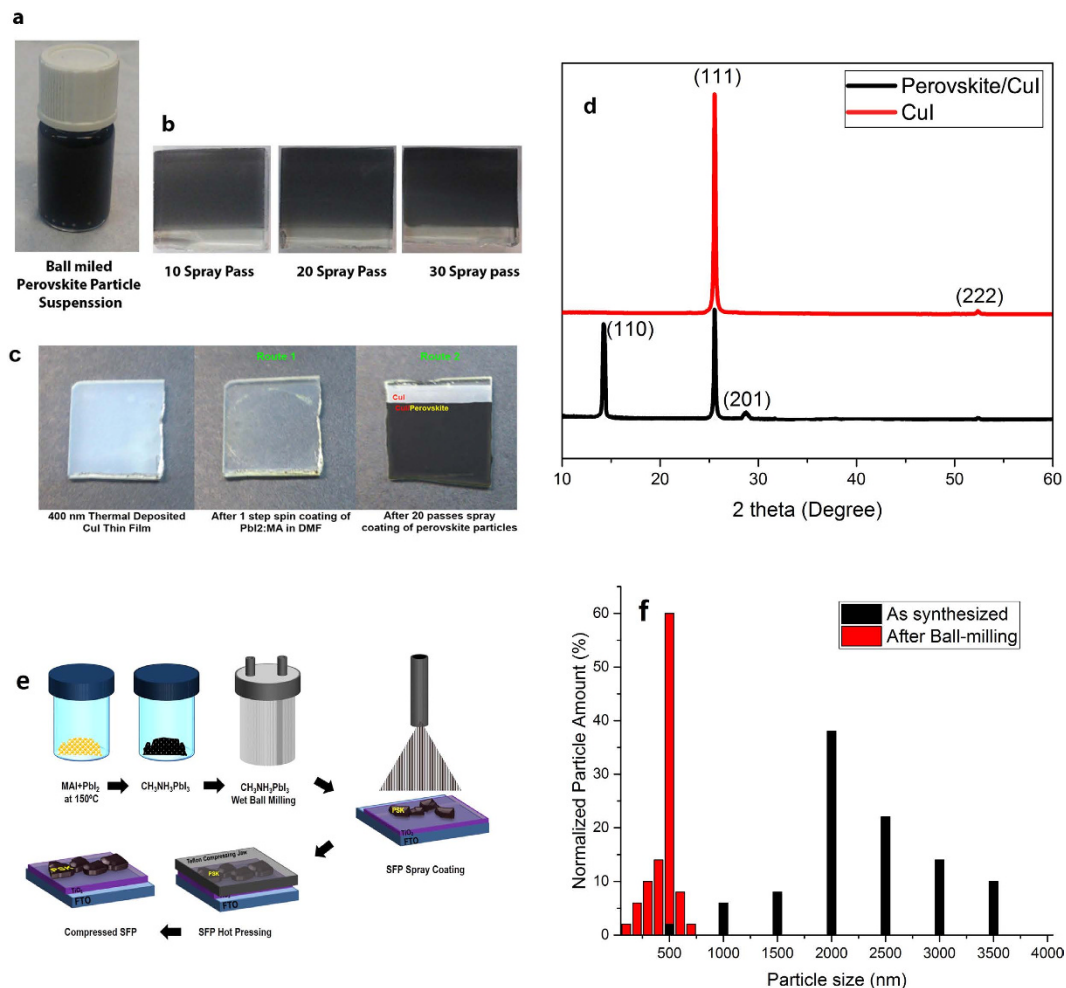 a
Ball miled
Perovskite Particle
Suspenssion
b
10 Spray Pass
20 Spray Pass
30 Spray pass
c
Route 1
CuI
Perovskite
400 nm Thermal Deposited
CuI Thin Film
After 1 step spin coating of
PbI2:MA in DMF
After 20 passes spray
coating of perovskite particles
d
Perovskite/CuI
CuI
(111)
(222)
(110)
(201)
10 20 30 40 50 60
2 theta (Degree)
e
MAI+PbI₂
at 150ºC
CH₃NH₃PbI₃
CH₃NH₃PbI₃
Wet Ball Milling
PSK
TiO₂
FTO
SFP Spray Coating
Teflon Compressing Jaw
PSK
FTO
SFP Hot Pressing
PSK
TiO₂
FTO
Compressed SFP
f
As synthesized
After Ball-milling
Normalized Particle Amount (%)
60
50
40
30
20
10
0
500 1000 1500 2000 2500 3000 3500 4000
Particle size (nm)